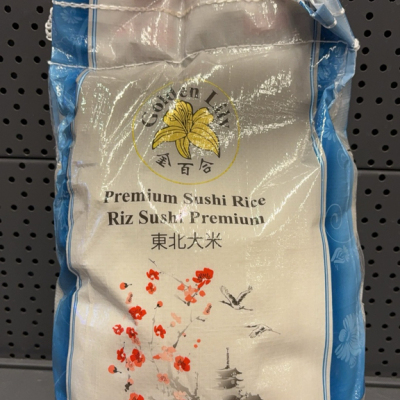 Golden Lily
金百合
Premium Sushi Rice
Riz Sushi Premium
東北大米